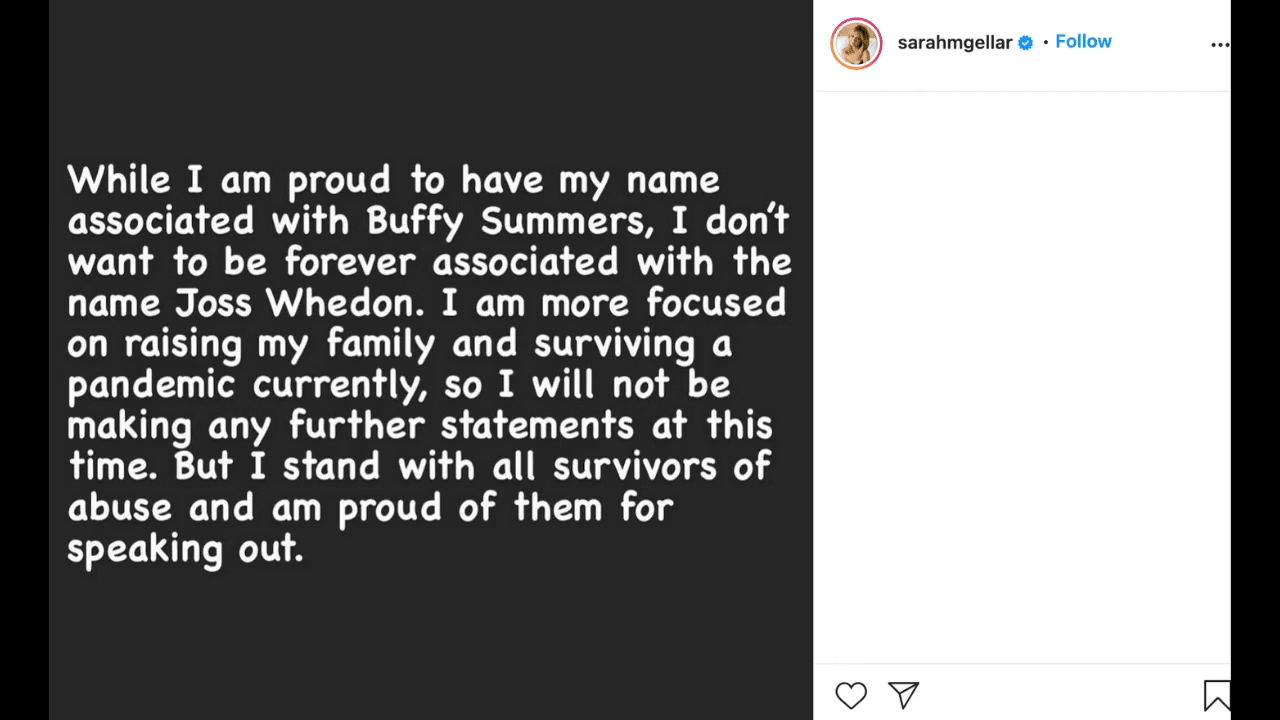 While I am proud to have my name
associated with Buffy Summers, I don't
want to be forever associated with the
name Joss Whedon. I am more focused
on raising my family and surviving a
pandemic currently, so I will not be
making any further statements at this
time. But I stand with all survivors of
abuse and am proud of them for
speaking out.
sarahmgellar • Follow